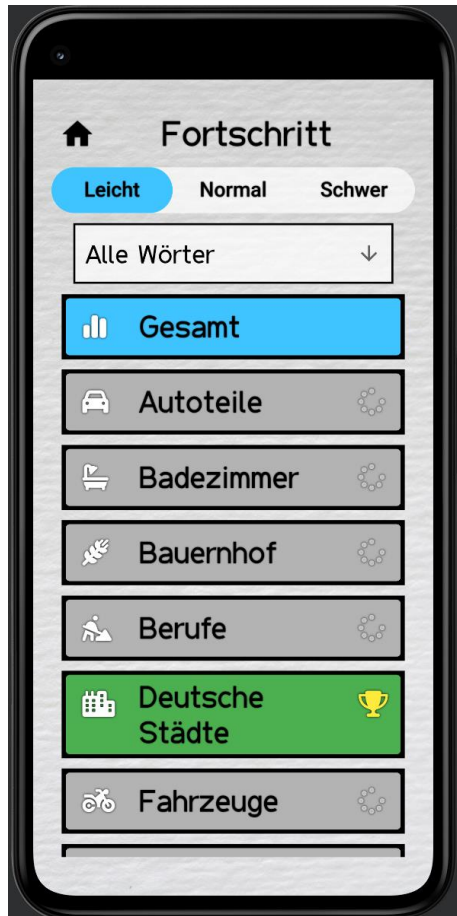 Fortschritt
Leicht Normal Schwer
Alle Wörter
Gesamt
Autoteile
Badezimmer
Bauernhof
Berufe
Deutsche
Städte
Fahrzeuge